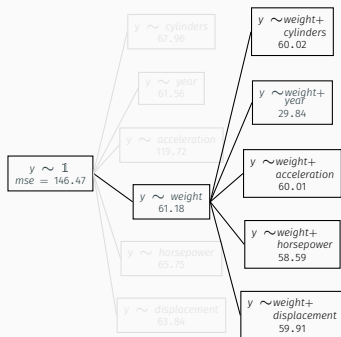 y ∼ cylinders
67.90
y ∼ year
61.56
y ∼ acceleration
119.72
y ∼ 𝟙
mse = 146.47
y ∼ weight
61.18
y ∼ horsepower
65.75
y ∼ displacement
63.84
y ∼weight+
cylinders
60.02
y ∼weight+
year
29.84
y ∼weight+
acceleration
60.01
y ∼weight+
horsepower
58.59
y ∼weight+
displacement
59.91